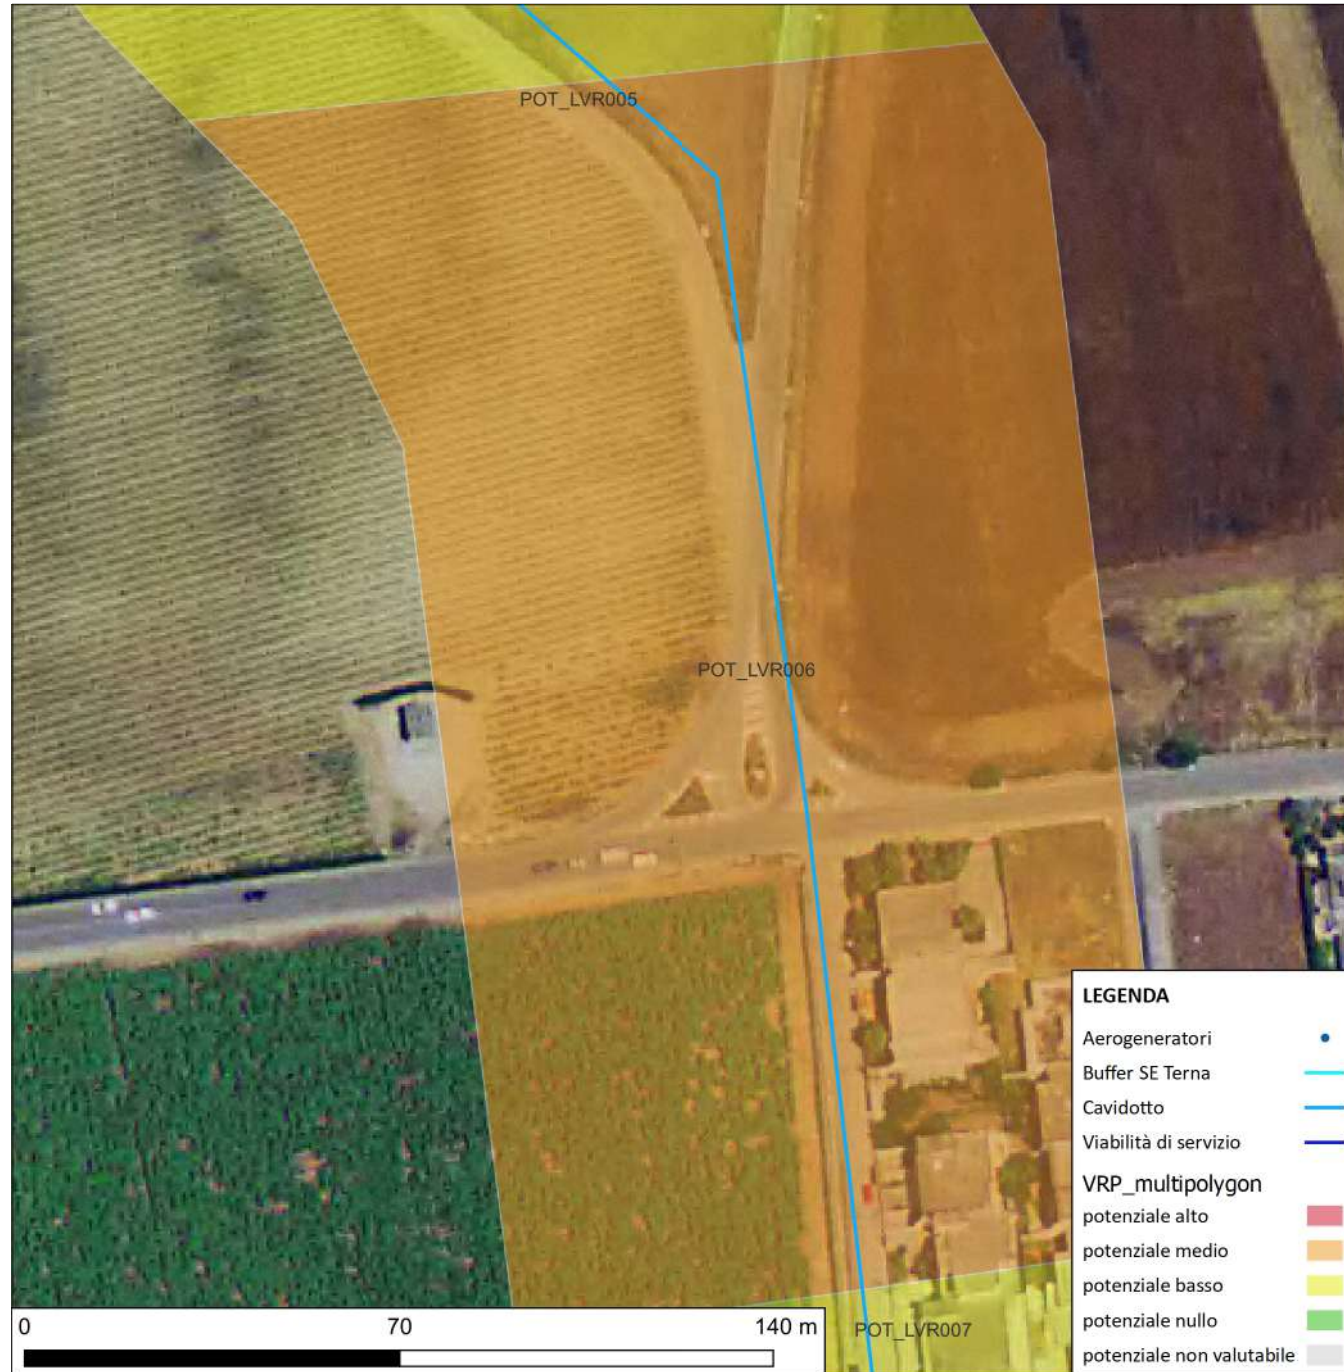 POT_LVR005
POT_LVR006
LEGENDA
Aerogeneratori
Buffer SE Terna
Cavidotto
Viabilità di servizio
VRP_multipolygon
potenziale alto
potenziale medio
potenziale basso
potenziale nullo
potenziale non valutabile
0 70 140 m
POT_LVR007